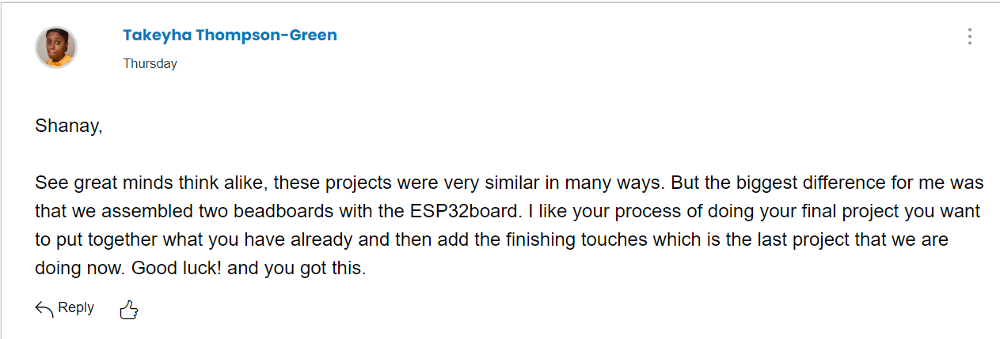 Takeyha Thompson-Green
Thursday
Shanay,
See great minds think alike, these projects were very similar in many ways. But the biggest difference for me was
that we assembled two beadboards with the ESP32board. I like your process of doing your final project you want
to put together what you have already and then add the finishing touches which is the last project that we are
doing now. Good luck! and you got this.
Reply